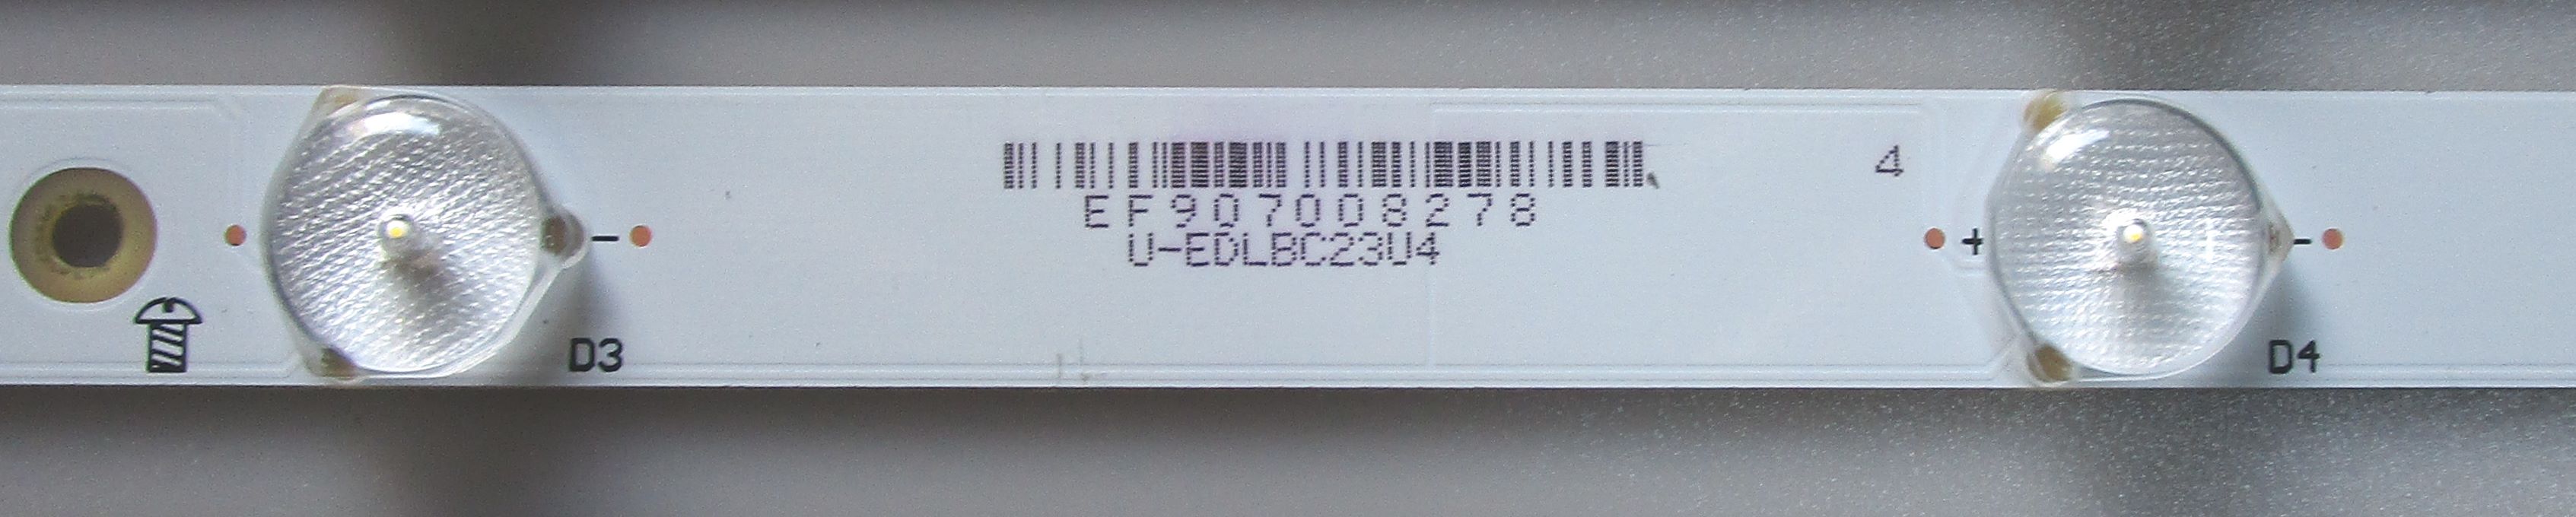 EF907008278
U-EDLBC23U4
4
+
-
-
D3
D4